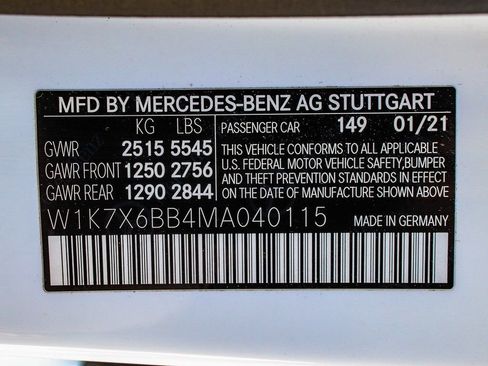 MFD BY MERCEDES-BENZ AG STUTTGART
KG LBS PASSENGER CAR 149 01/21
GVWR 2515 5545 THIS VEHICLE CONFORMS TO ALL APPLICABLE
GAWR FRONT 1250 2756 U.S. FEDERAL MOTOR VEHICLE SAFETY, BUMPER
GAWR REAR 1290 2844 AND THEFT PREVENTION STANDARDS IN EFFECT
ON THE DATE OF MANUFACTURE SHOWN ABOVE.
W1K7X6BB4MA040115 MADE IN GERMANY